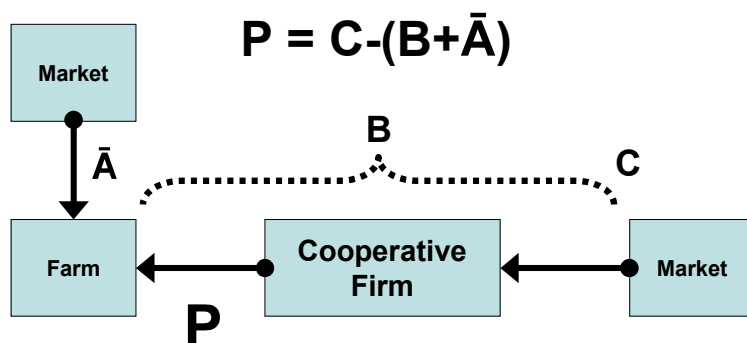 P = C-(B+Ā)
Market
Ā
B
C
Farm
Cooperative
Firm
Market
P